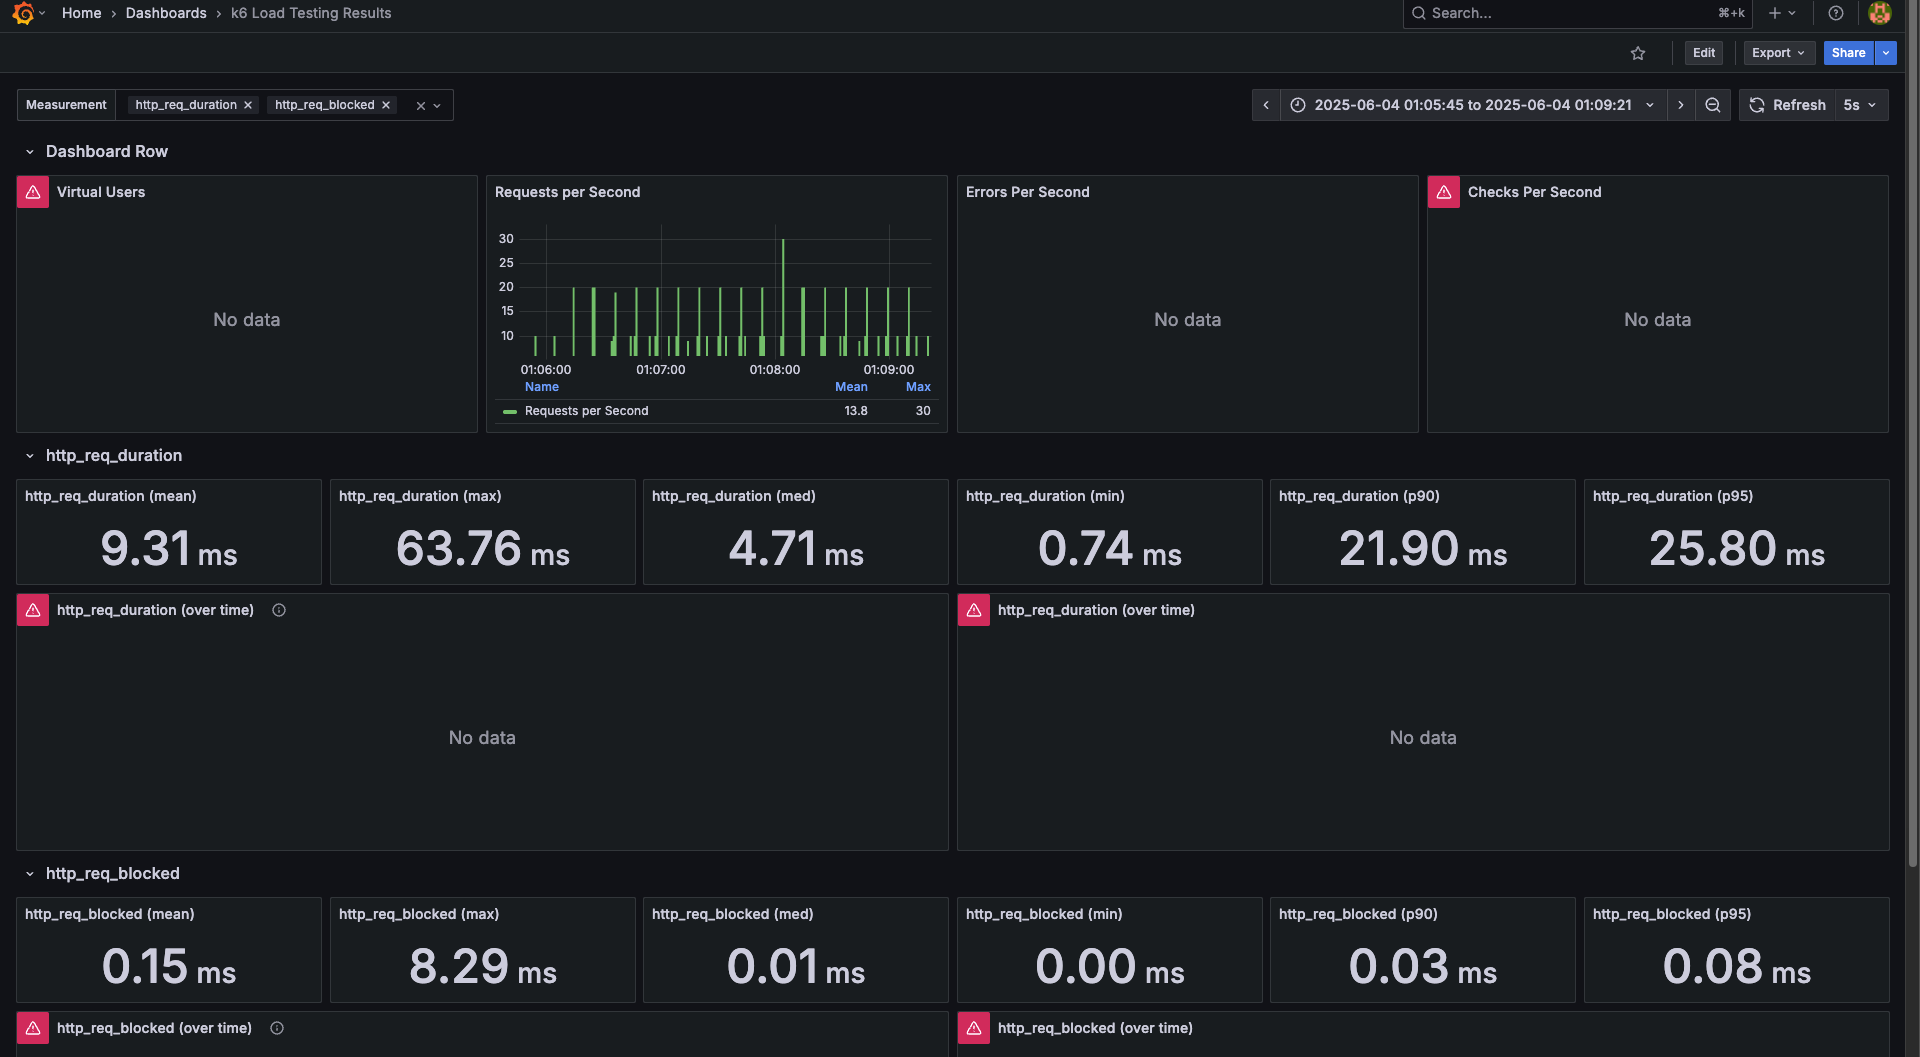 Home › Dashboards › k6 Load Testing Results
Search...
⌘+k
Edit
Export
Share
Measurement
http_req_duration
http_req_blocked
2025-06-04 01:05:45 to 2025-06-04 01:09:21
Refresh
5s
Dashboard Row
Virtual Users
No data
Requests per Second
30
25
20
15
10
01:06:00
01:07:00
01:08:00
01:09:00
Name Mean Max
Requests per Second 13.8 30
Errors Per Second
No data
Checks Per Second
No data
http_req_duration
http_req_duration (mean)
9.31 ms
http_req_duration (max)
63.76 ms
http_req_duration (med)
4.71 ms
http_req_duration (min)
0.74 ms
http_req_duration (p90)
21.90 ms
http_req_duration (p95)
25.80 ms
http_req_duration (over time)
No data
http_req_duration (over time)
No data
http_req_blocked
http_req_blocked (mean)
0.15 ms
http_req_blocked (max)
8.29 ms
http_req_blocked (med)
0.01 ms
http_req_blocked (min)
0.00 ms
http_req_blocked (p90)
0.03 ms
http_req_blocked (p95)
0.08 ms
http_req_blocked (over time)
http_req_blocked (over time)